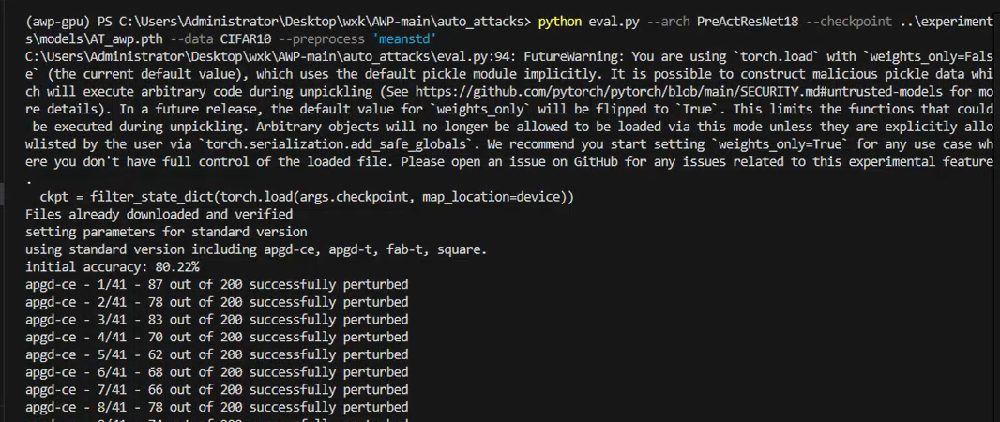 (awp-gpu) PS C:\Users\Administrator\Desktop\wxk\AWP-main\auto_attacks> python eval.py --arch PreActResNet18 --checkpoint ..\experiment
s\models\AT_awp.pth --data CIFAR10 --preprocess 'meanstd'
C:\Users\Administrator\Desktop\wxk\AWP-main\auto_attacks\eval.py:94: FutureWarning: You are using `torch.load` with `weights_only=Fals
e` (the current default value), which uses the default pickle module implicitly. It is possible to construct malicious pickle data whi
ch will execute arbitrary code during unpickling (See https://github.com/pytorch/pytorch/blob/main/SECURITY.md#untrusted-models for mo
re details). In a future release, the default value for `weights_only` will be flipped to `True`. This limits the functions that could
 be executed during unpickling. Arbitrary objects will no longer be allowed to be loaded via this mode unless they are explicitly allo
wlisted by the user via `torch.serialization.add_safe_globals`. We recommend you start setting `weights_only=True` for any use case wh
ere you don't have full control of the loaded file. Please open an issue on GitHub for any issues related to this experimental feature
.
  ckpt = filter_state_dict(torch.load(args.checkpoint, map_location=device))
Files already downloaded and verified
setting parameters for standard version
using standard version including apgd-ce, apgd-t, fab-t, square.
initial accuracy: 80.22%
apgd-ce - 1/41 - 87 out of 200 successfully perturbed
apgd-ce - 2/41 - 78 out of 200 successfully perturbed
apgd-ce - 3/41 - 83 out of 200 successfully perturbed
apgd-ce - 4/41 - 70 out of 200 successfully perturbed
apgd-ce - 5/41 - 62 out of 200 successfully perturbed
apgd-ce - 6/41 - 68 out of 200 successfully perturbed
apgd-ce - 7/41 - 66 out of 200 successfully perturbed
apgd-ce - 8/41 - 78 out of 200 successfully perturbed